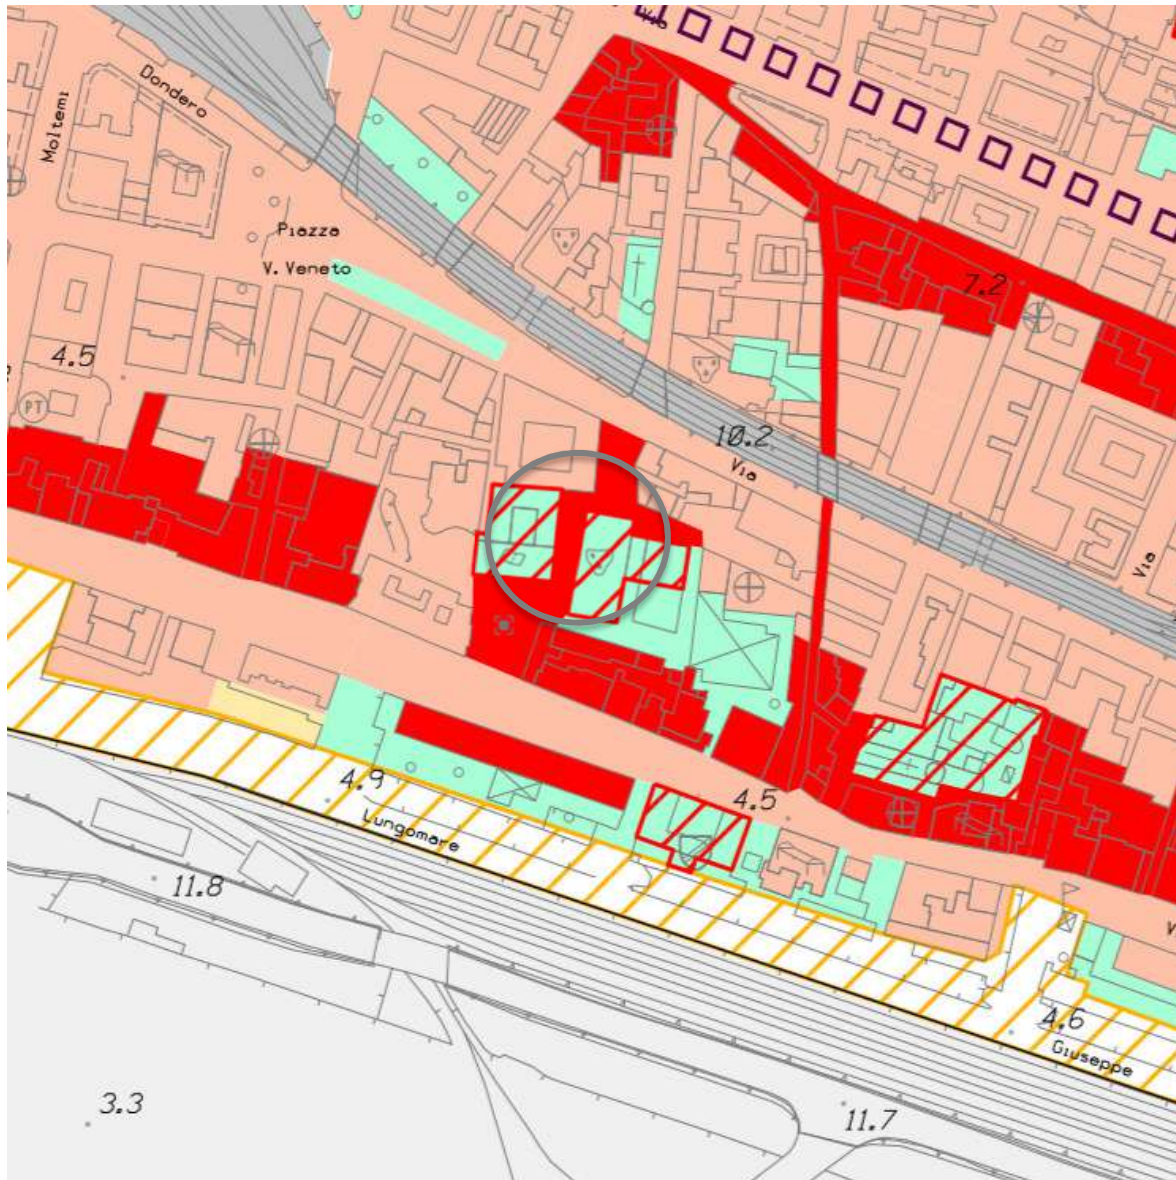 Via
Dondero
Moltemi
Piazza
V. Veneto
7.2
4.5
PT
10.2
Via
Via
4.9
Lungomare
4.5
11.8
4.6
Giuseppe
3.3
11.7